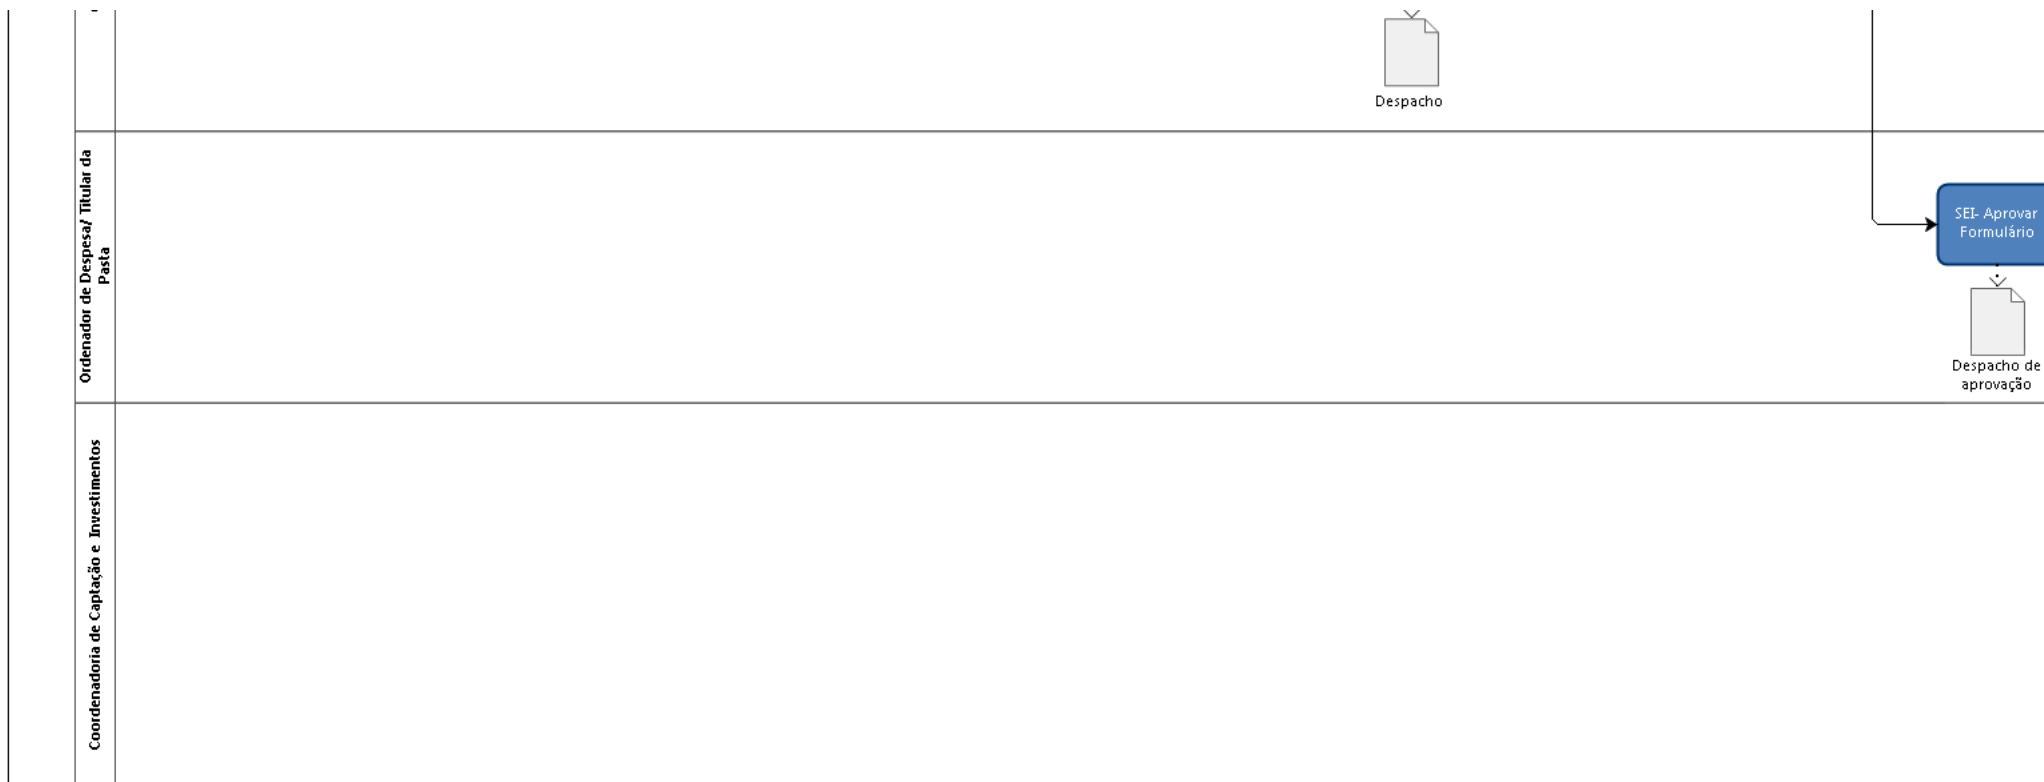 Despacho
Ordenador de Despesa/ Titular da
Pasta
SEI- Aprovar
Formulário
Despacho de
aprovação
Coordenadoria de Captação e Investimentos